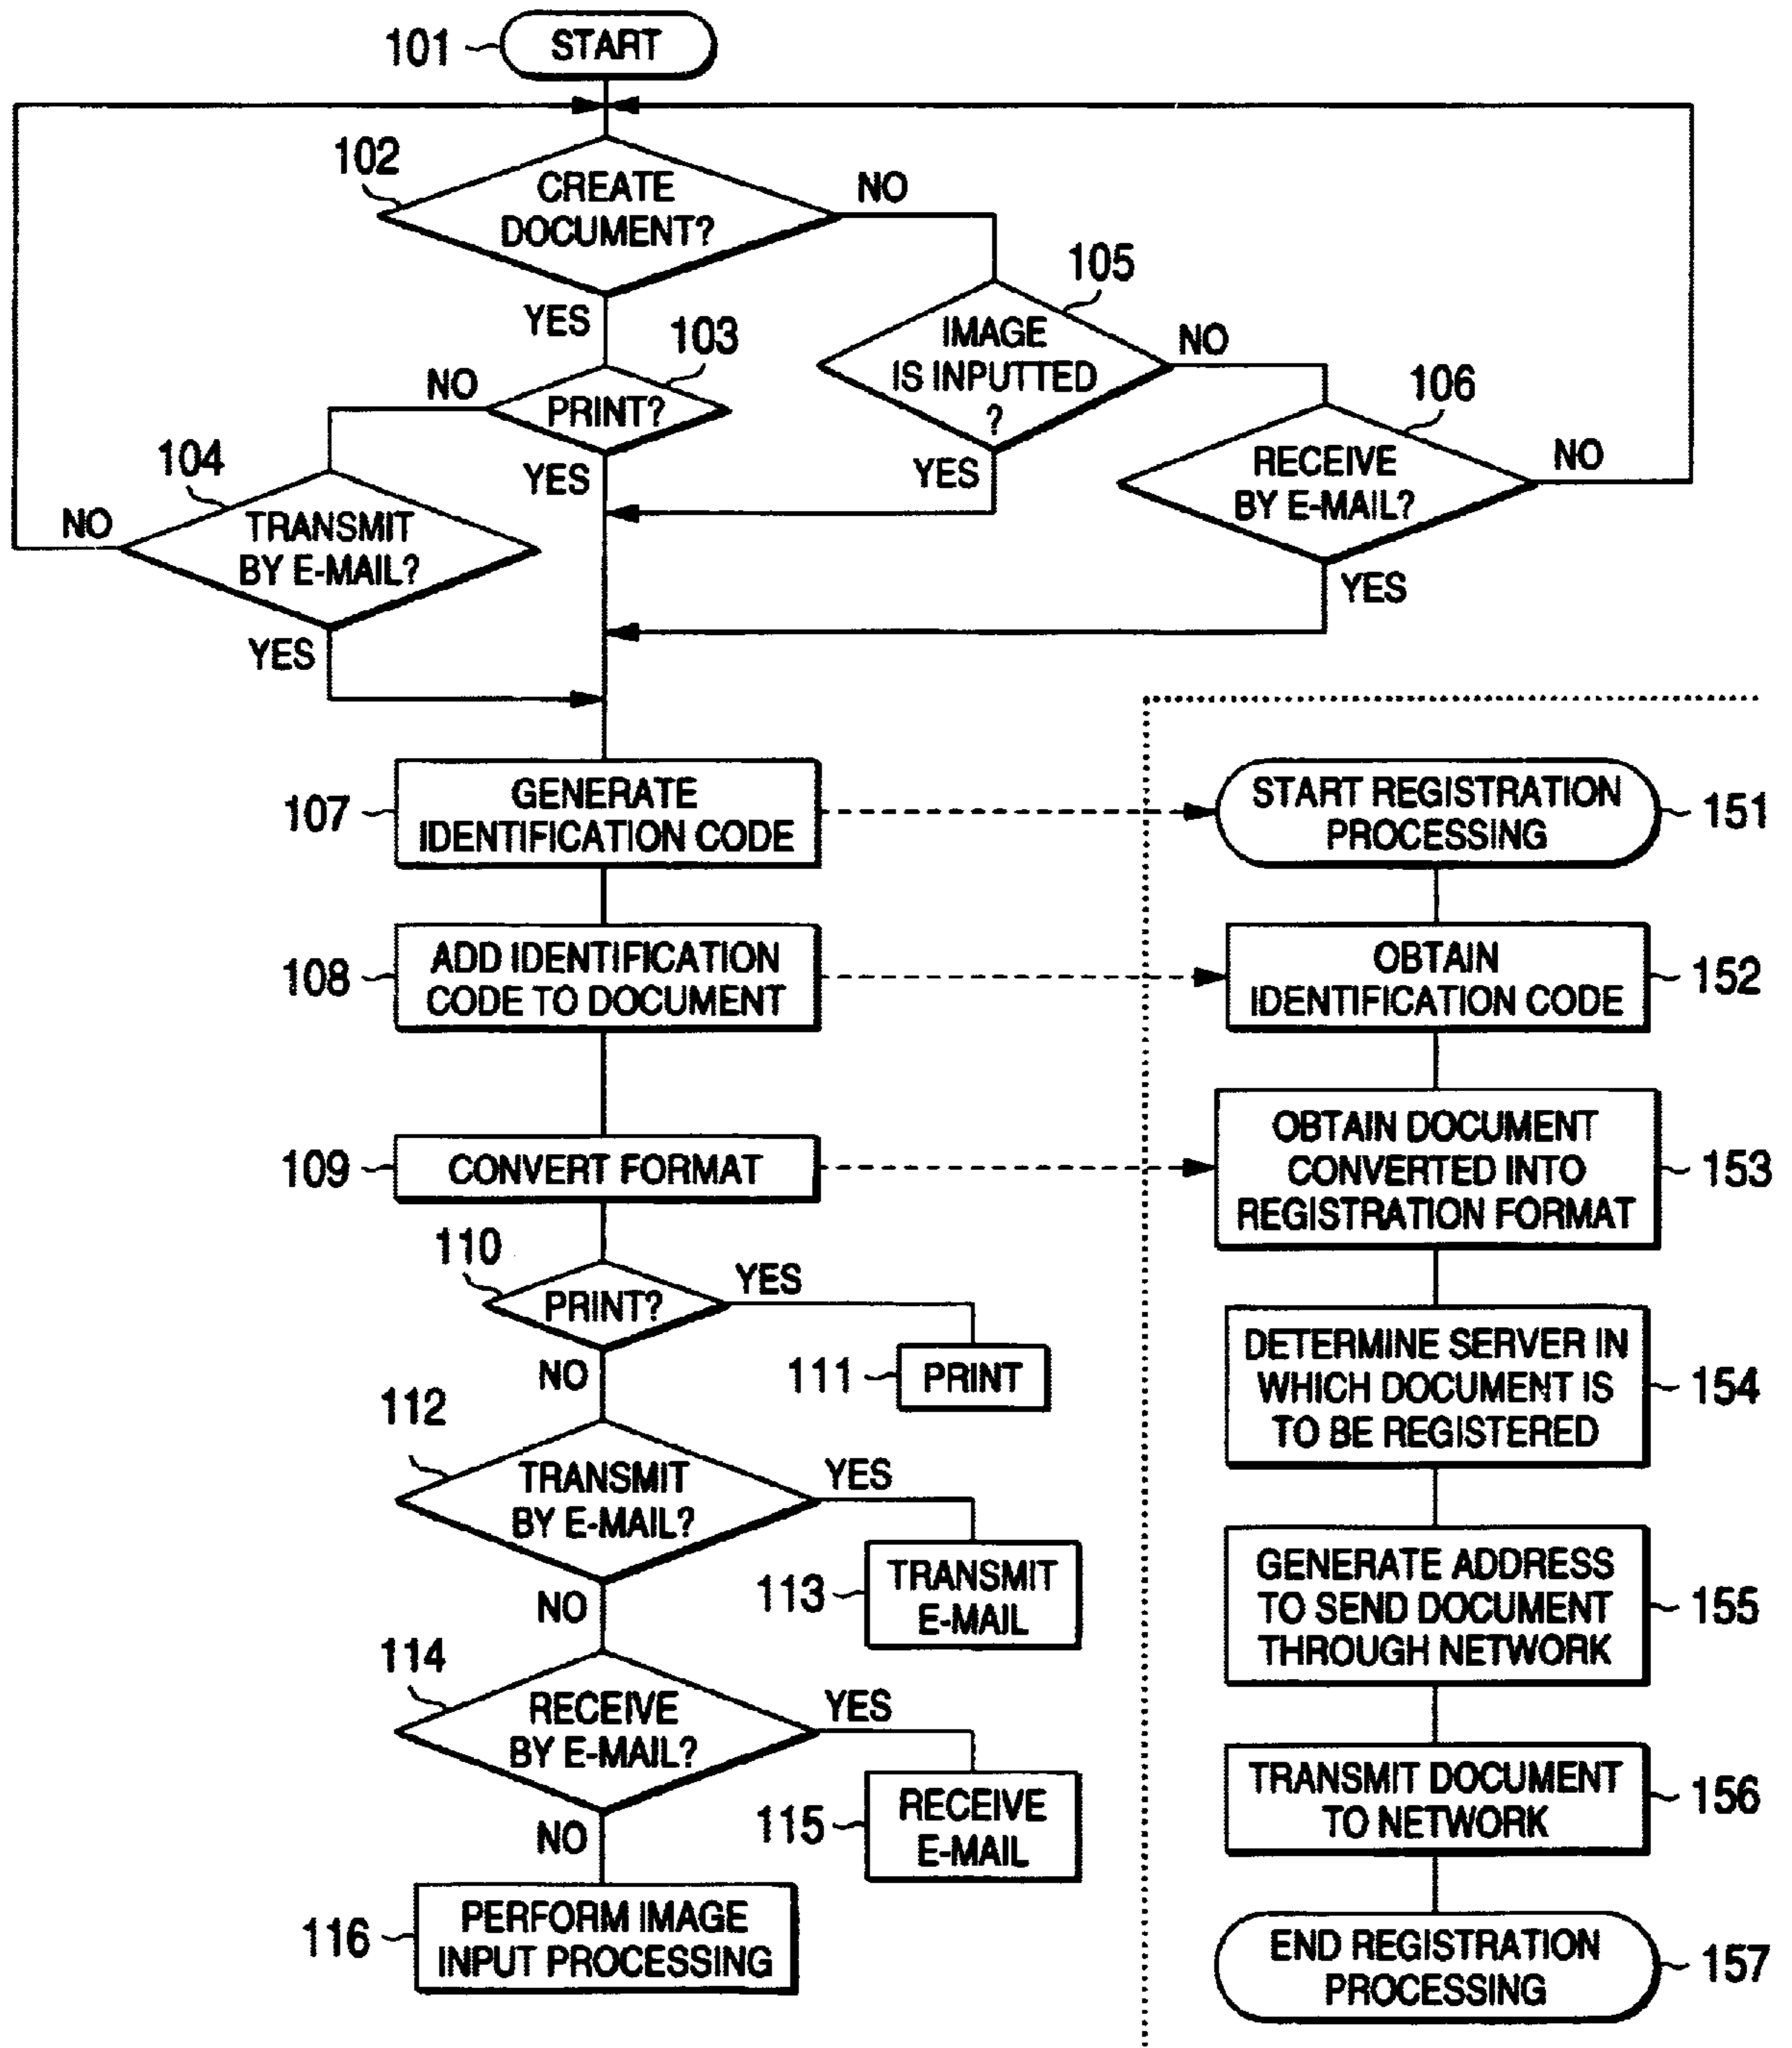 101
START
102
CREATE
DOCUMENT?
NO
YES
105
IMAGE
IS INPUTTED
?
NO
YES
103
PRINT?
NO
YES
106
RECEIVE
BY E-MAIL?
NO
YES
104
TRANSMIT
BY E-MAIL?
NO
YES
107
GENERATE
IDENTIFICATION CODE
108
ADD IDENTIFICATION
CODE TO DOCUMENT
109
CONVERT FORMAT
110
PRINT?
YES
NO
111
PRINT
112
TRANSMIT
BY E-MAIL?
YES
NO
113
TRANSMIT
E-MAIL
114
RECEIVE
BY E-MAIL?
YES
NO
115
RECEIVE
E-MAIL
116
PERFORM IMAGE
INPUT PROCESSING
START REGISTRATION
PROCESSING
151
OBTAIN
IDENTIFICATION CODE
152
OBTAIN DOCUMENT
CONVERTED INTO
REGISTRATION FORMAT
153
DETERMINE SERVER IN
WHICH DOCUMENT IS
TO BE REGISTERED
154
GENERATE ADDRESS
TO SEND DOCUMENT
THROUGH NETWORK
155
TRANSMIT DOCUMENT
TO NETWORK
156
END REGISTRATION
PROCESSING
157